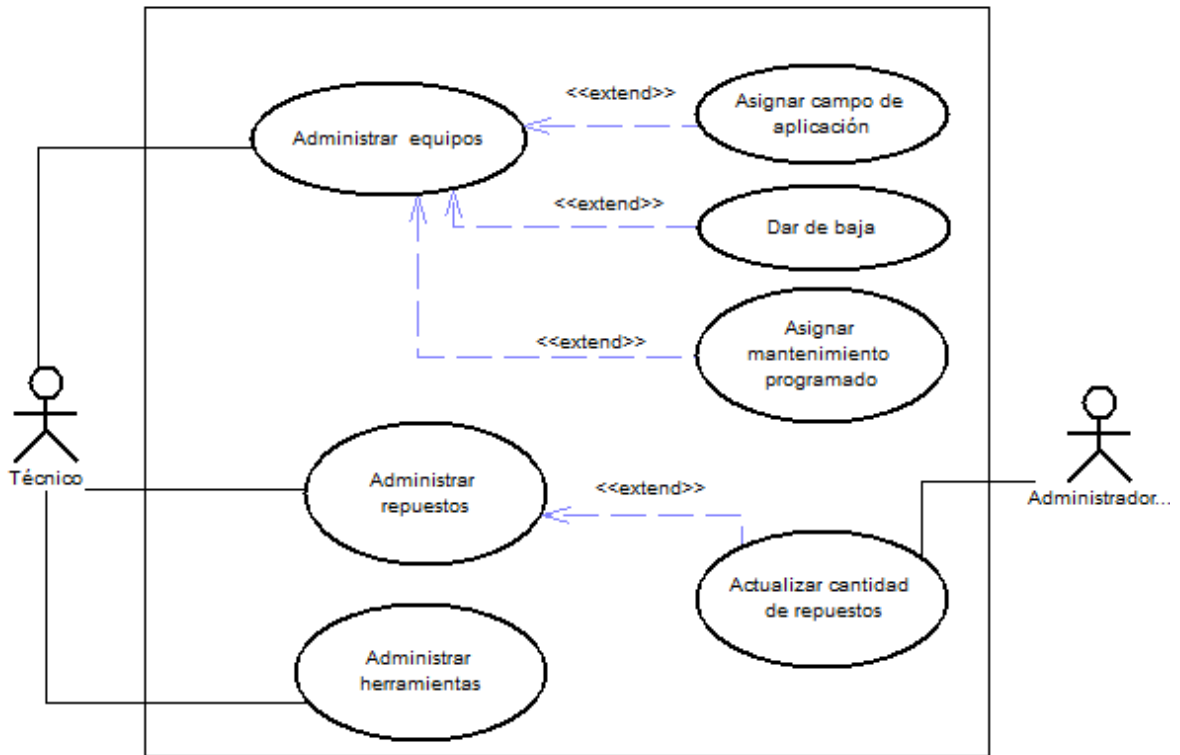 <<extend>>
Asignar campo de
aplicación
Administrar equipos
<<extend>>
Dar de baja
<<extend>>
Asignar
mantenimiento
programado
Técnico
Administrar
repuestos
<<extend>>
Administrador...
Actualizar cantidad
de repuestos
Administrar
herramientas